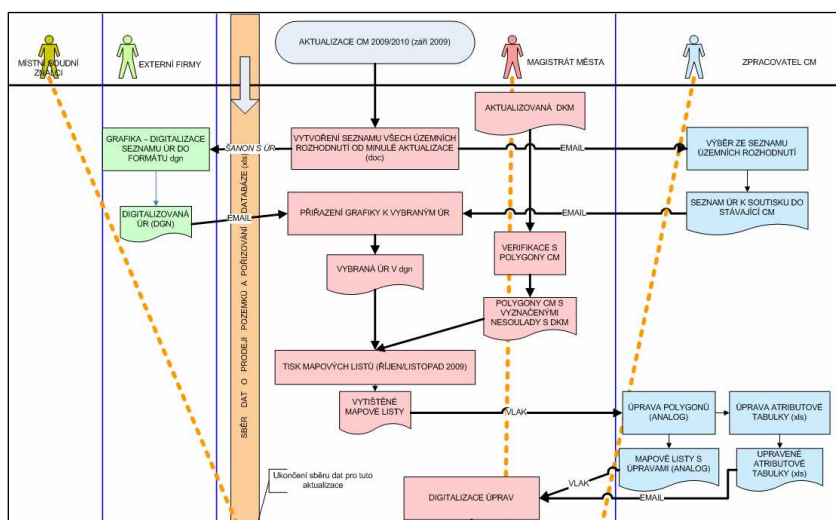 AKTUALIZACE CM 2009/2010 (září 2009)
MÍSTNÍ SOUDNÍ
ZNALCI
EXTERNÍ FIRMY
MAGISTRÁT MĚSTA
ZPRACOVATEL CM
AKTUALIZOVANÁ DKM
GRAFIKA – DIGITALIZACE
SEZNAMU ÚR DO
FORMÁTU dgn
ŠANON S ÚR
VYTVOŘENÍ SEZNAMU VŠECH ÚZEMNÍCH
ROZHODNUTÍ OD MINULÉ AKTUALIZACE
(doc)
EMAIL
VÝBĚR ZE SEZNAMU
ÚZEMNÍCH ROZHODNUTÍ
DIGITALIZOVANÁ
ÚR (DGN)
EMAIL
PŘIŘAZENÍ GRAFIKY K VYBRANÝM ÚR
EMAIL
SEZNAM ÚR K SOUTISKU DO
STÁVAJÍCÍ CM
VYBRANÁ ÚR V dgn
VERIFIKACE S
POLYGONY CM
POLYGONY CM S
VYZNAČENÝMI
NESOULADY S DKM
SBĚR DAT O PRODEJI POZEMKŮ A POŘIZOVÁNÍ DATABÁZE (xls)
TISK MAPOVÝCH LISTŮ (ŘÍJEN/LISTOPAD 2009)
VYTIŠTĚNÉ
MAPOVÉ LISTY
VLAK
ÚPRAVA POLYGONŮ
(ANALOG)
ÚPRAVA ATRIBUTOVÉ
TABULKY (xls)
MAPOVÉ LISTY S
ÚPRAVAMI (ANALOG)
UPRAVENÉ
ATRIBUTOVÉ
TABULKY (xls)
Ukončení sběru dat pro tuto
aktualizace
VLAK
DIGITALIZACE ÚPRAV
EMAIL